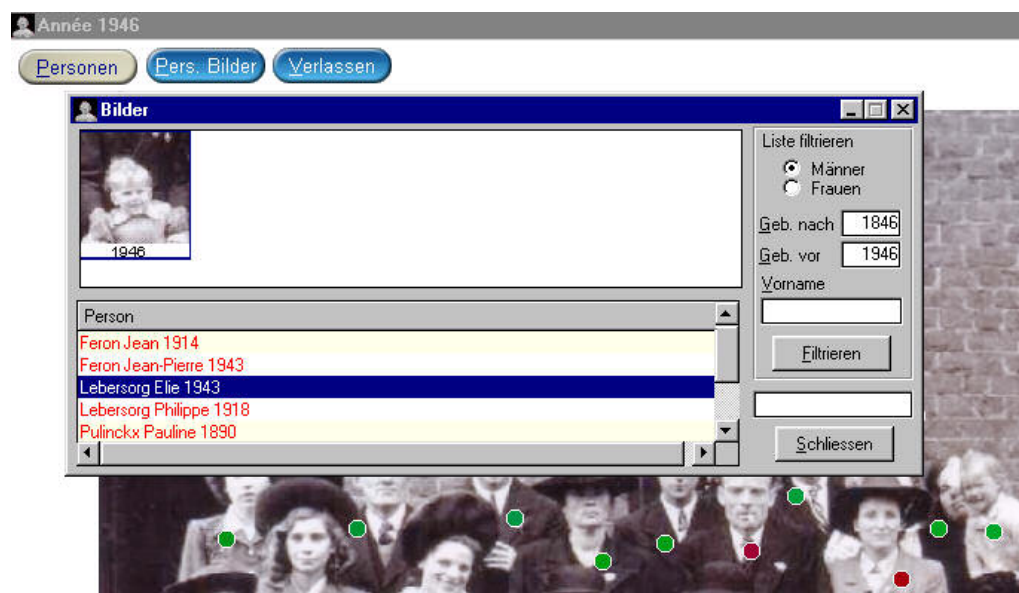 Année 1946
Personen
Pers. Bilder
Verlassen
Bilder
1946
Person
Feron Jean 1914
Feron Jean-Pierre 1943
Lebersorg Elie 1943
Lebersorg Philippe 1918
Pulinckx Pauline 1890
Liste filtrieren
Männer
Frauen
Geb. nach 1846
Geb. vor 1946
Vorname
Filtrieren
Schliessen